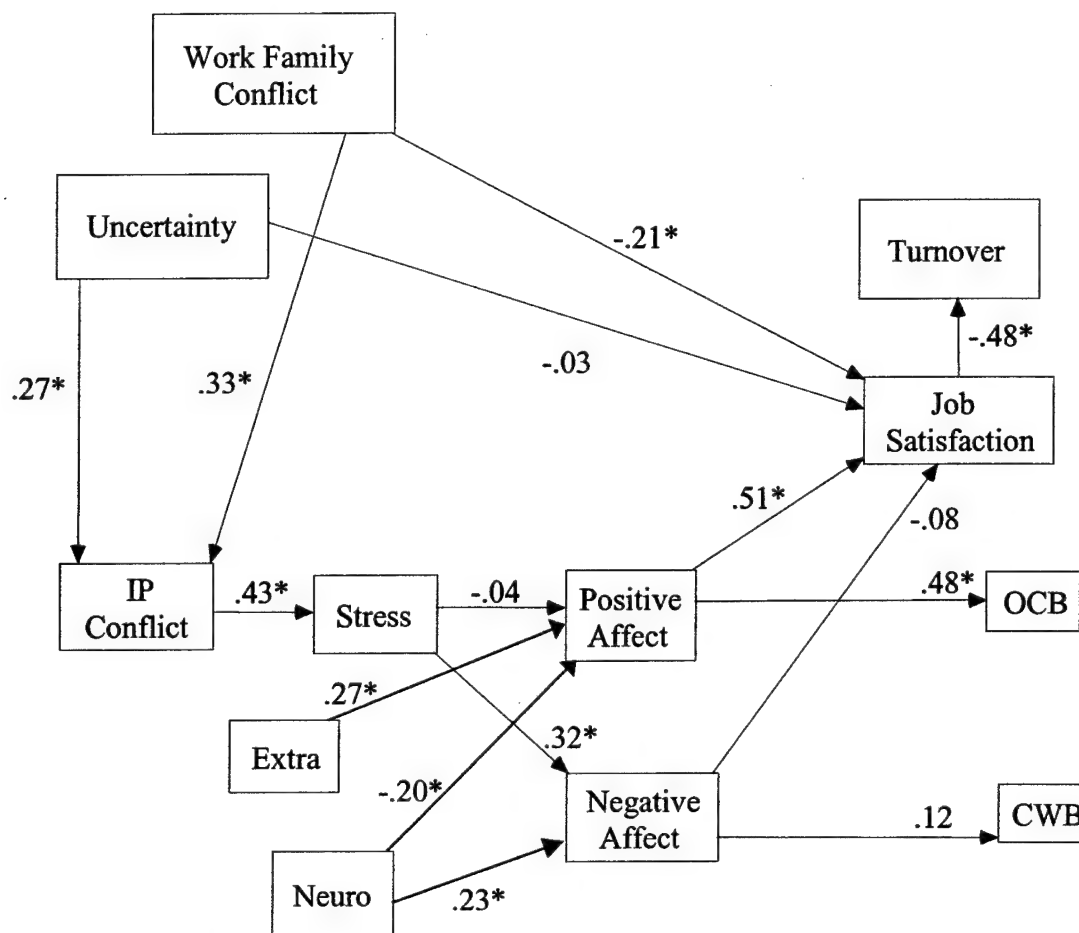 Work Family
Conflict
Uncertainty
-.21*
Turnover
-.48*
.27*
.33*
-.03
Job
Satisfaction
.51*
-.08
IP
Conflict
.43*
Stress
-.04
Positive
Affect
.48*
OCB
.27*
Extra
.32*
-.20*
Negative
Affect
.12
CWB
Neuro
.23*